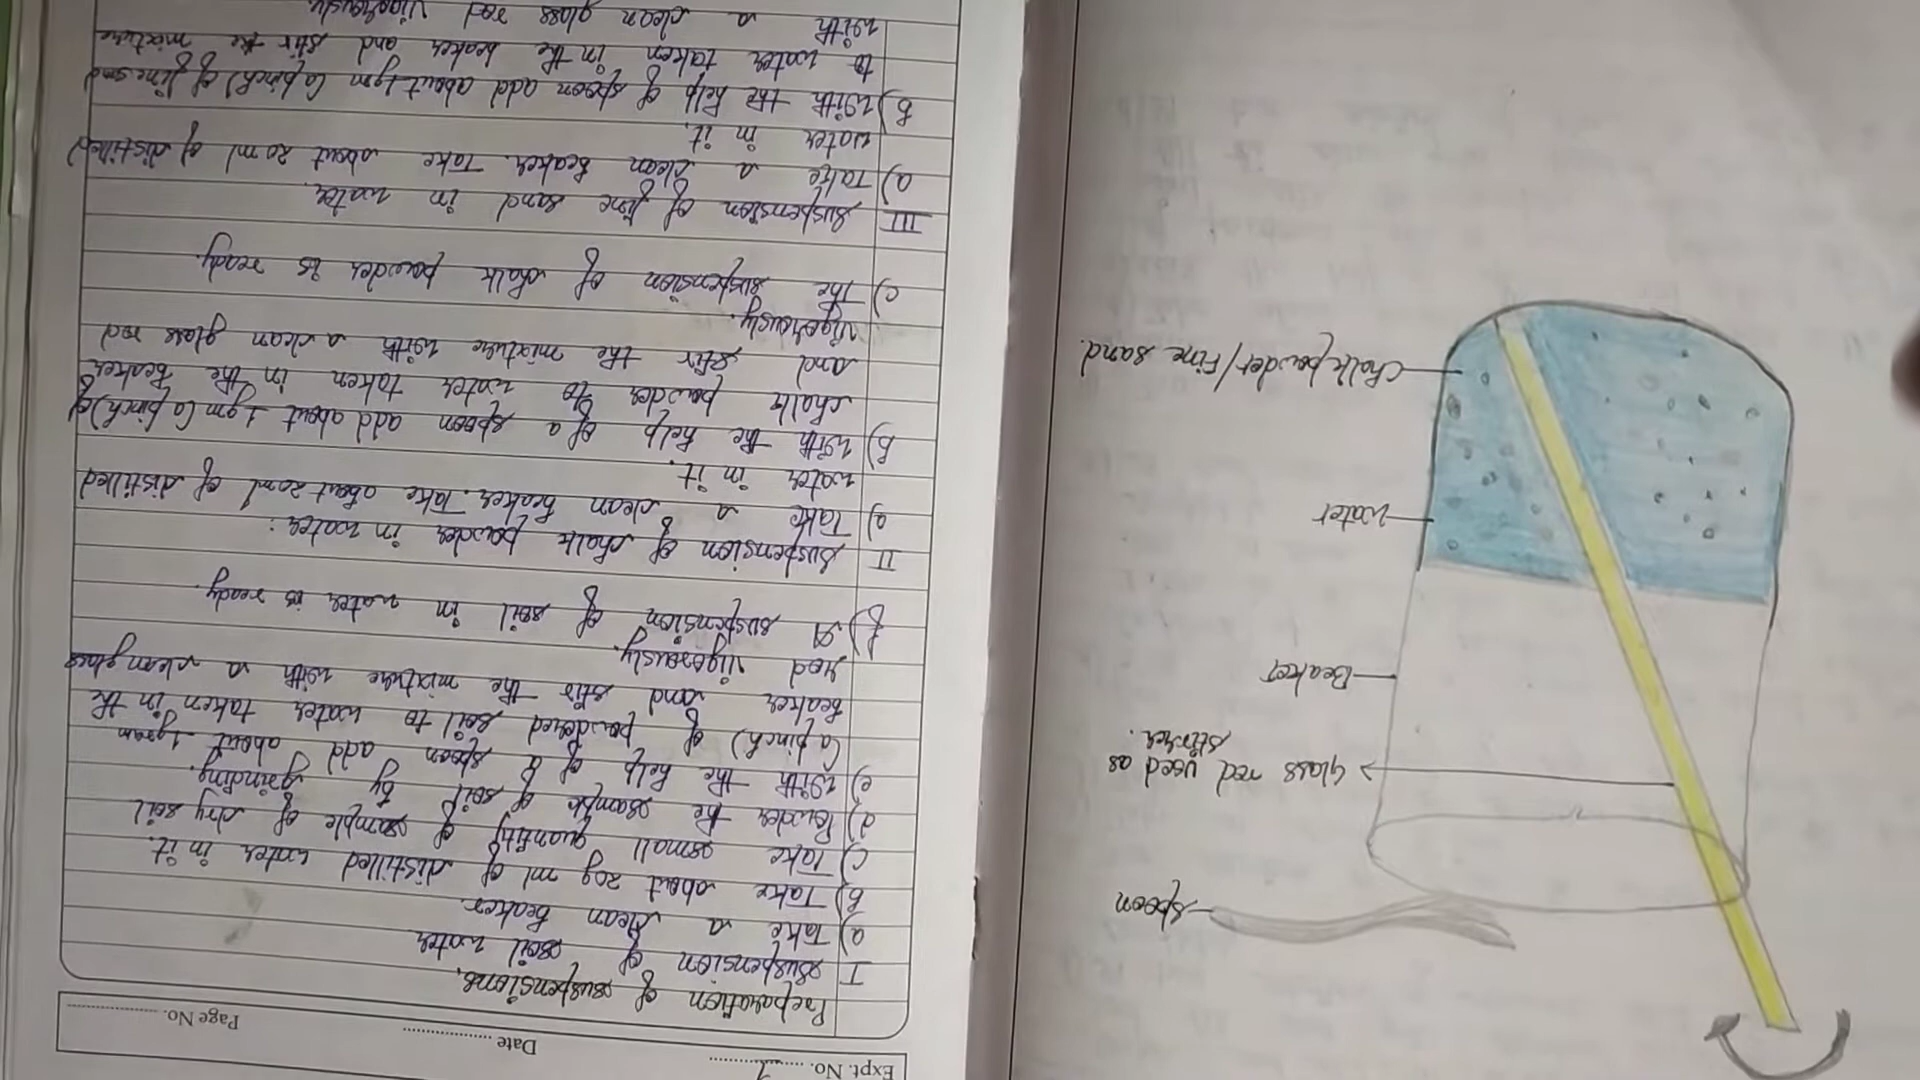 Expt. No. 1
Date
Page No.
Preparation of suspensions.
I suspension of soil water
a) Take a clean beaker.
b) Take about 20g ml of distilled water in it.
c) Take small quantity of sample of dry soil
d) Powder the sample of soil by grinding.
e) With the help of a spoon add about 1 gram
(a pinch) of powdered soil to water taken in the
beaker and stir the mixture with a clean glass
rod vigorously.
f) A suspension of soil in water is ready.
II suspension of chalk powder in water:
a) Take a clean beaker. Take about 20ml of distilled
water in it.
b) With the help of a spoon add about 1gm (a pinch) of
chalk powder to water taken in the beaker
and stir the mixture with a clean glass rod
vigorously.
c) The suspension of chalk powder is ready.
III suspension of fine sand in water.
a) Take a clean beaker. Take about 20ml of distilled
water in it.
b) With the help of spoon add about 1gm (a pinch) of fine sand
to water taken in the beaker and stir the mixture
with a clean glass rod vigorously.
spoon
Glass rod used as
stirrer.
Beaker
water
Chalk powder/Fine sand.